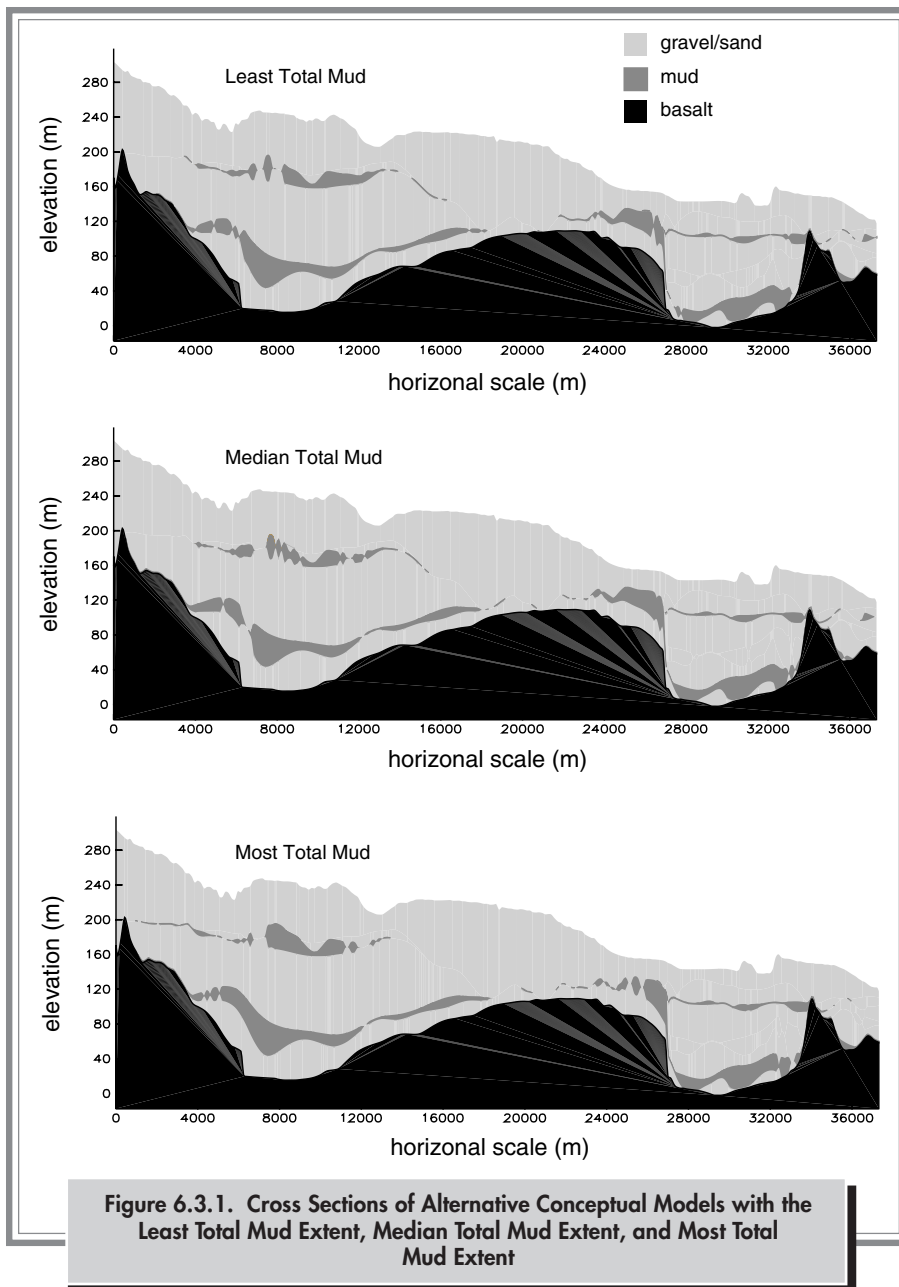 gravel/sand
mud
basalt
Least Total Mud
elevation (m)
280
240
200
160
120
80
40
0
0 4000 8000 12000 16000 20000 24000 28000 32000 36000
horizonal scale (m)
Median Total Mud
elevation (m)
280
240
200
160
120
80
40
0
0 4000 8000 12000 16000 20000 24000 28000 32000 36000
horizonal scale (m)
Most Total Mud
elevation (m)
280
240
200
160
120
80
40
0
0 4000 8000 12000 16000 20000 24000 28000 32000 36000
horizonal scale (m)
Figure 6.3.1. Cross Sections of Alternative Conceptual Models with the
Least Total Mud Extent, Median Total Mud Extent, and Most Total
Mud Extent